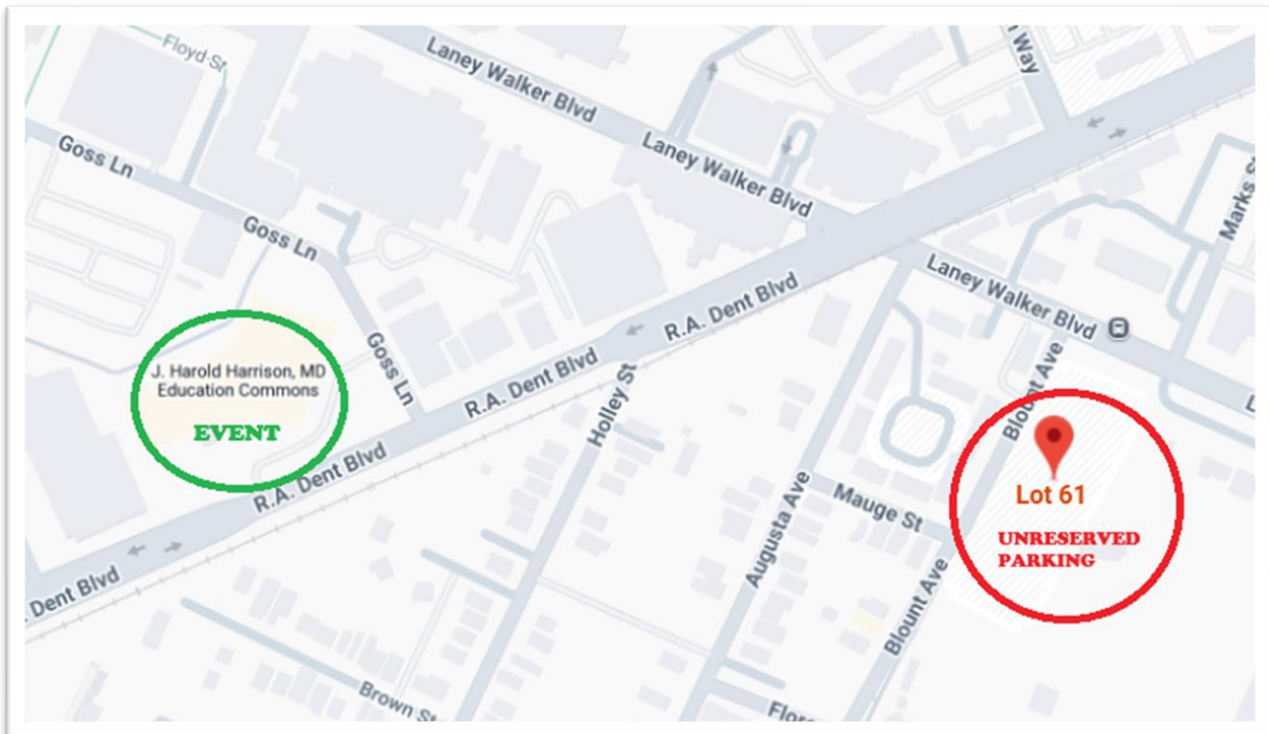 Floyd St
Laney Walker Blvd
Way
Goss Ln
Laney Walker Blvd
Marks St
Goss Ln
Laney Walker Blvd
R.A. Dent Blvd
Goss Ln
J. Harold Harrison, MD
Education Commons
EVENT
R.A. Dent Blvd
Holley St
Blount Ave
R.A. Dent Blvd
Lot 61
UNRESERVED
PARKING
Mauge St
Augusta Ave
Dent Blvd
Blount Ave
Brown St